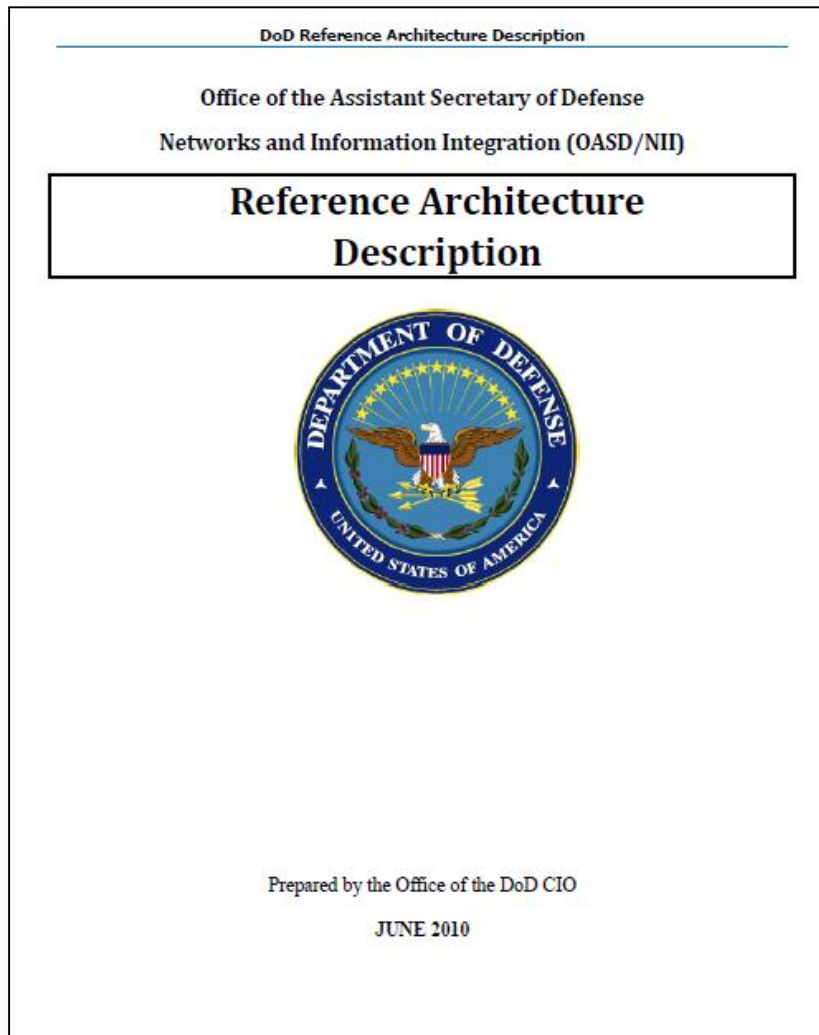 DoD Reference Architecture Description
Office of the Assistant Secretary of Defense
Networks and Information Integration (OASD/NII)
Reference Architecture
Description
DEPARTMENT OF DEFENSE
UNITED STATES OF AMERICA
Prepared by the Office of the DoD CIO
JUNE 2010